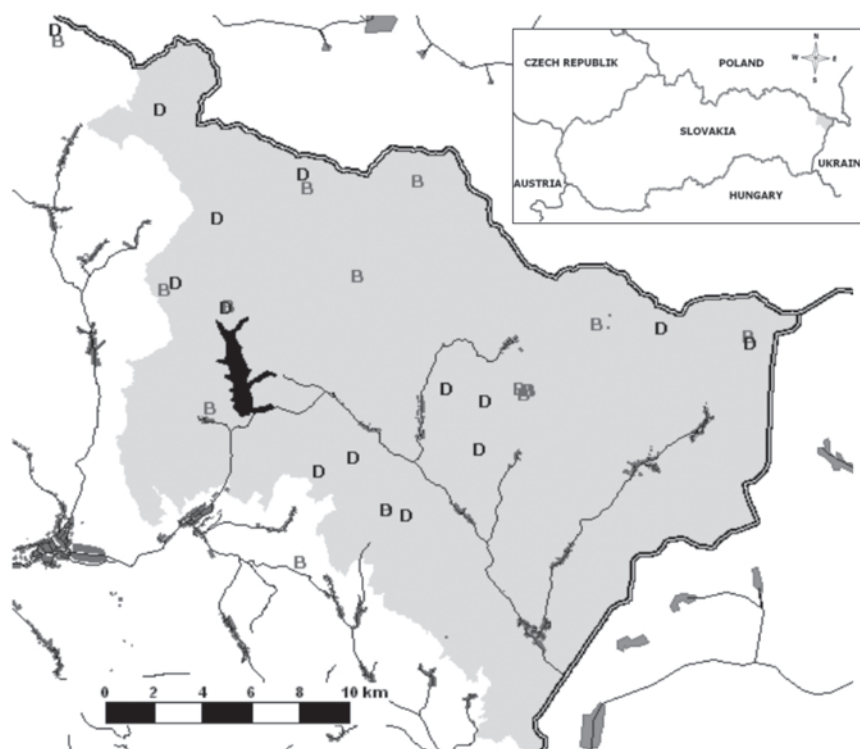 D
B
N
CZECH REPUBLIK POLAND
W E
S
D
SLOVAKIA
UKRAIN
D
B B
AUSTRIA
HUNGARY
D
B
D
B
D B
B D B
D
D
D B B
B
B
D
D
D
D D
B
0 2 4 6 8 10 km